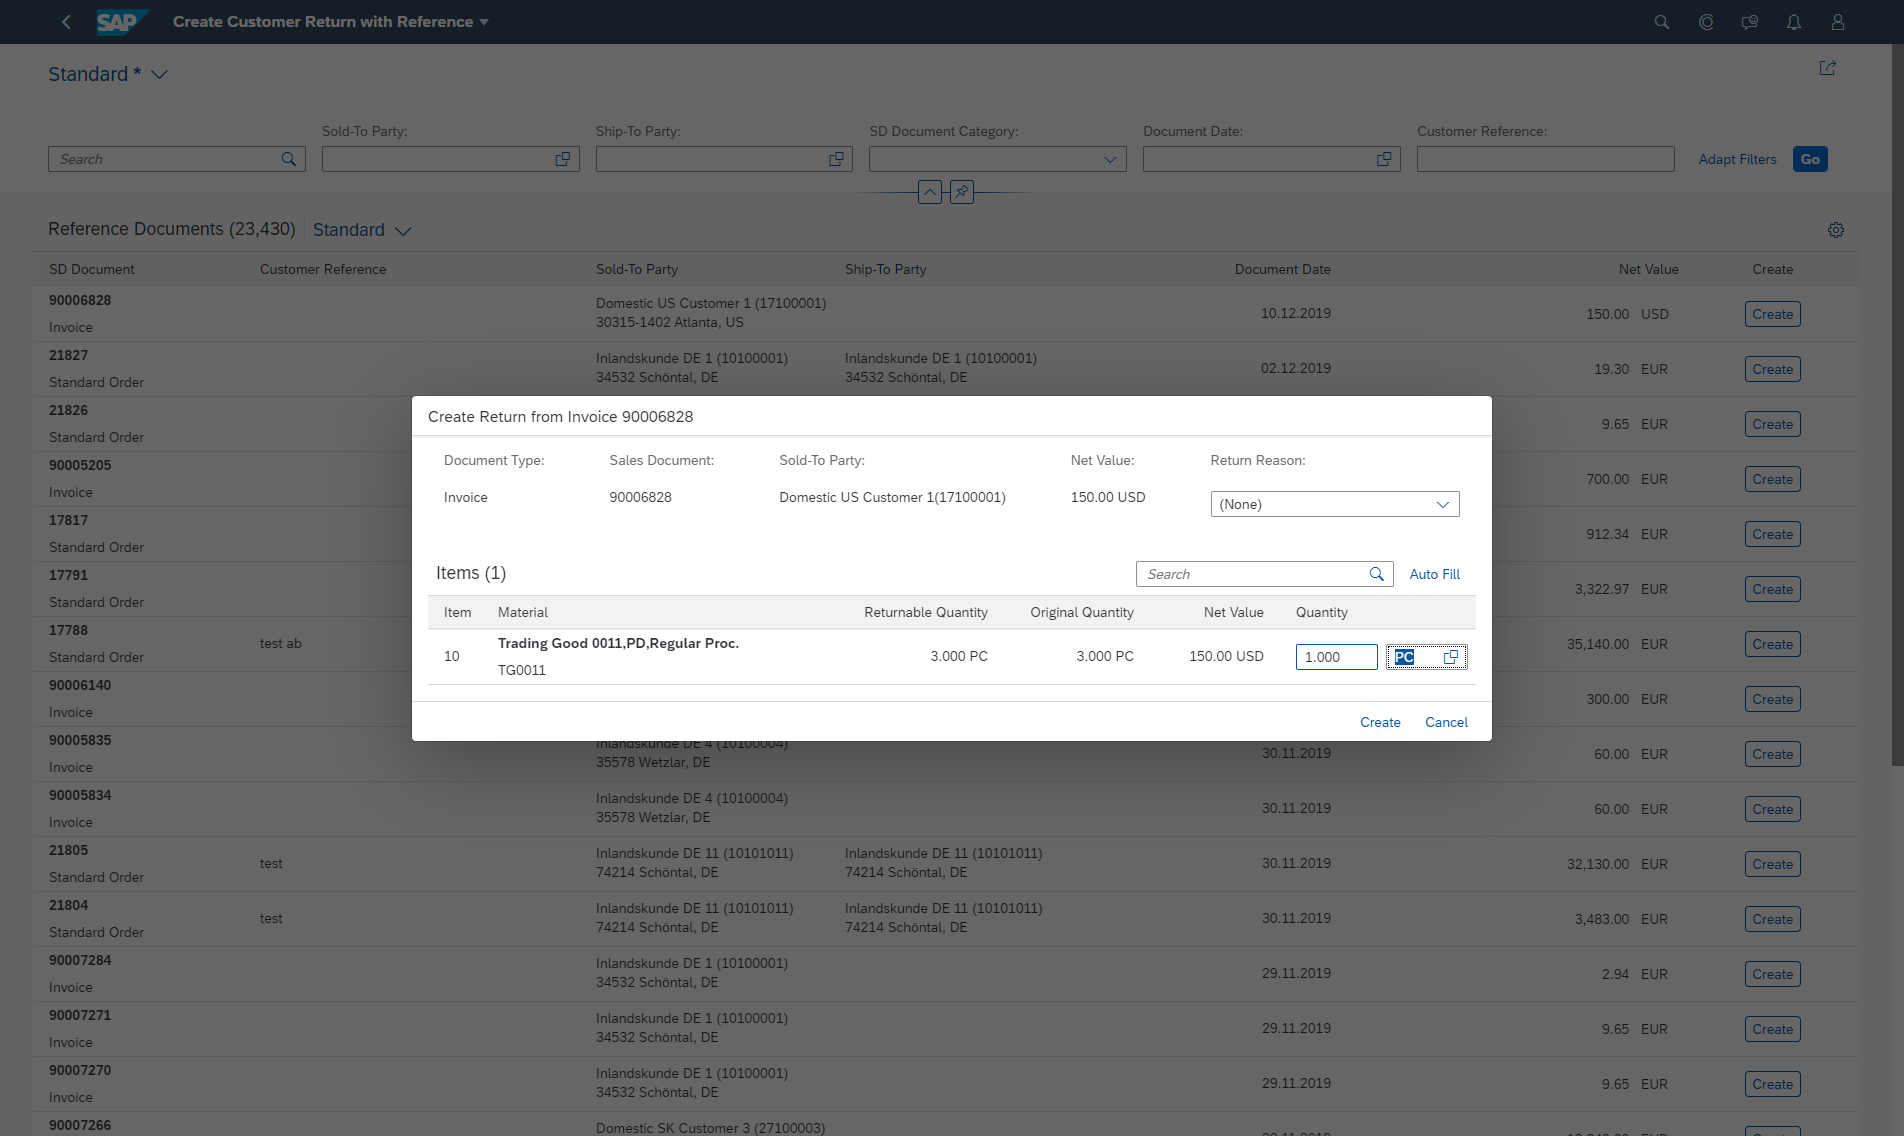 SAP Create Customer Return with Reference
Standard *
Sold-To Party: Ship-To Party: SD Document Category: Document Date: Customer Reference:
Search Adapt Filters Go
Reference Documents (23,430) Standard
SD Document Customer Reference Sold-To Party Ship-To Party Document Date Net Value Create
90006828
Invoice
Domestic US Customer 1 (17100001)
30315-1402 Atlanta, US
10.12.2019 150.00 USD Create
21827
Standard Order
Inlandskunde DE 1 (10100001)
34532 Schöntal, DE
Inlandskunde DE 1 (10100001)
34532 Schöntal, DE
02.12.2019 19.30 EUR Create
21826
Standard Order
9.65 EUR Create
90005205
Invoice
700.00 EUR Create
17817
Standard Order
912.34 EUR Create
17791
Standard Order
3,322.97 EUR Create
17788
Standard Order
test ab
35,140.00 EUR Create
90006140
Invoice
300.00 EUR Create
Create Return from Invoice 90006828
Document Type: Sales Document: Sold-To Party: Net Value: Return Reason:
Invoice 90006828 Domestic US Customer 1(17100001) 150.00 USD (None)
Items (1) Search Auto Fill
Item Material Returnable Quantity Original Quantity Net Value Quantity
10
Trading Good 0011,PD,Regular Proc.
TG0011
3.000 PC 3.000 PC 150.00 USD 1.000 PC
Create Cancel
90005835
Invoice
Inlandskunde DE 4 (10100004)
35578 Wetzlar, DE
30.11.2019 60.00 EUR Create
90005834
Invoice
Inlandskunde DE 4 (10100004)
35578 Wetzlar, DE
30.11.2019 60.00 EUR Create
21805
Standard Order
test
Inlandskunde DE 11 (10101011)
74214 Schöntal, DE
Inlandskunde DE 11 (10101011)
74214 Schöntal, DE
30.11.2019 32,130.00 EUR Create
21804
Standard Order
test
Inlandskunde DE 11 (10101011)
74214 Schöntal, DE
Inlandskunde DE 11 (10101011)
74214 Schöntal, DE
30.11.2019 3,483.00 EUR Create
90007284
Invoice
Inlandskunde DE 1 (10100001)
34532 Schöntal, DE
29.11.2019 2.94 EUR Create
90007271
Invoice
Inlandskunde DE 1 (10100001)
34532 Schöntal, DE
29.11.2019 9.65 EUR Create
90007270
Invoice
Inlandskunde DE 1 (10100001)
34532 Schöntal, DE
29.11.2019 9.65 EUR Create
90007266
Domestic SK Customer 3 (27100003)